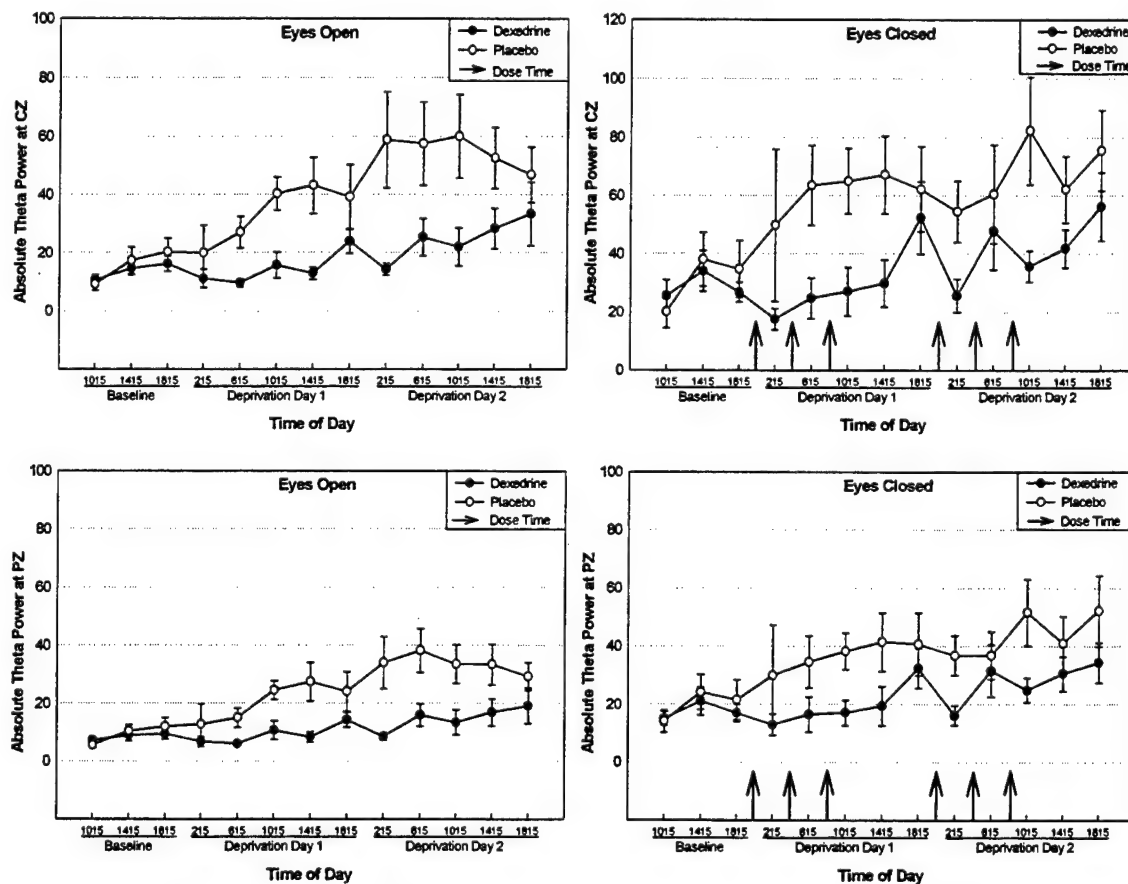 Eyes Open
Dexedrine
Placebo
Dose Time
100
80
60
40
20
0
Absolute Theta Power at CZ
1015 1415 1815 215 615 1015 1415 1815 215 615 1015 1415 1815
Baseline Deprivation Day 1 Deprivation Day 2
Time of Day
Eyes Closed
Dexedrine
Placebo
Dose Time
120
100
80
60
40
20
0
Absolute Theta Power at CZ
1015 1415 1815 215 615 1015 1415 1815 215 615 1015 1415 1815
Baseline Deprivation Day 1 Deprivation Day 2
Time of Day
Eyes Open
Dexedrine
Placebo
Dose Time
100
80
60
40
20
0
Absolute Theta Power at PZ
1015 1415 1815 215 615 1015 1415 1815 215 615 1015 1415 1815
Baseline Deprivation Day 1 Deprivation Day 2
Time of Day
Eyes Closed
Dexedrine
Placebo
Dose Time
100
80
60
40
20
0
Absolute Theta Power at PZ
1015 1415 1815 215 615 1015 1415 1815 215 615 1015 1415 1815
Baseline Deprivation Day 1 Deprivation Day 2
Time of Day